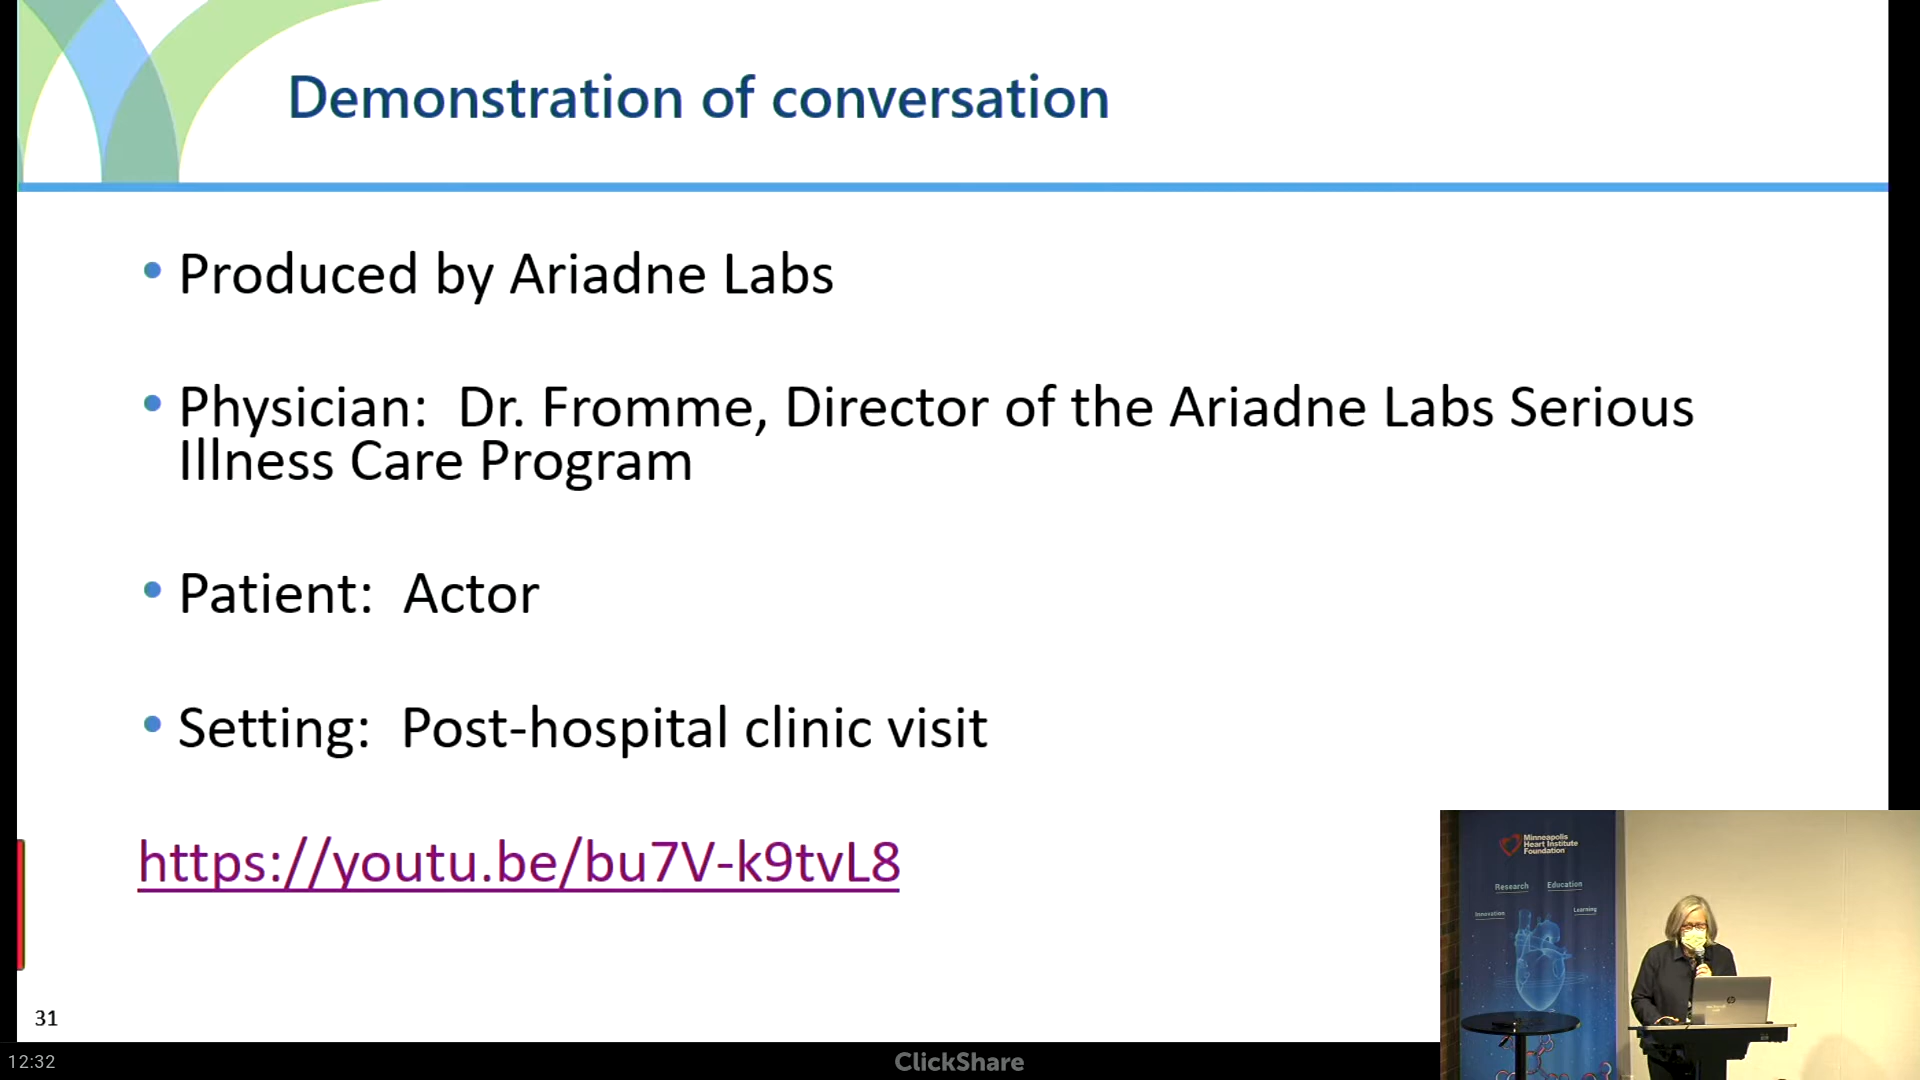 Demonstration of conversation
• Produced by Ariadne Labs
• Physician:  Dr. Fromme, Director of the Ariadne Labs Serious
Illness Care Program
• Patient:  Actor
• Setting:  Post-hospital clinic visit
https://youtu.be/bu7V-k9tvL8
31
12:32
ClickShare
Minneapolis
Heart Institute
Foundation
Research
Education
Innovation
Learning
hp